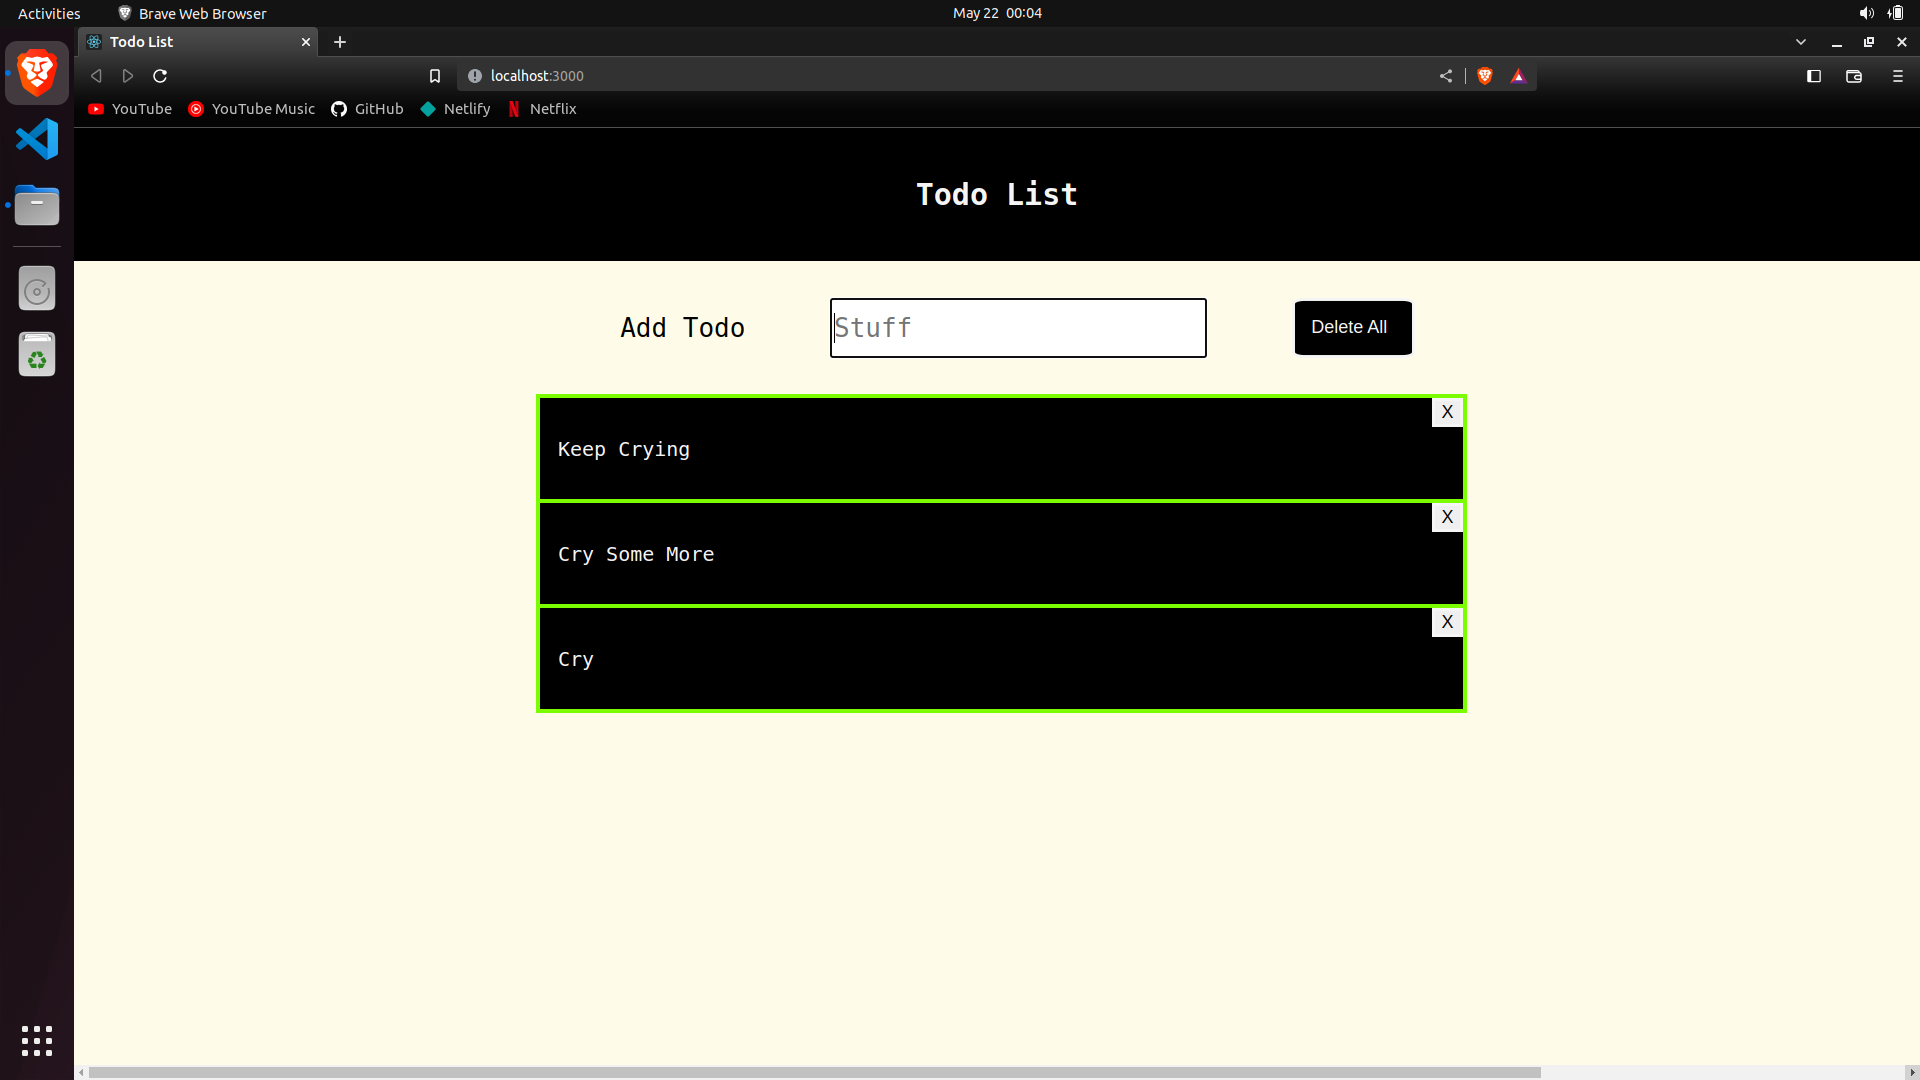 Activities Brave Web Browser May 22 00:04
Todo List
localhost:3000
YouTube YouTube Music GitHub Netlify Netflix
Todo List
Add Todo Stuff Delete All
X
Keep Crying
X
Cry Some More
X
Cry